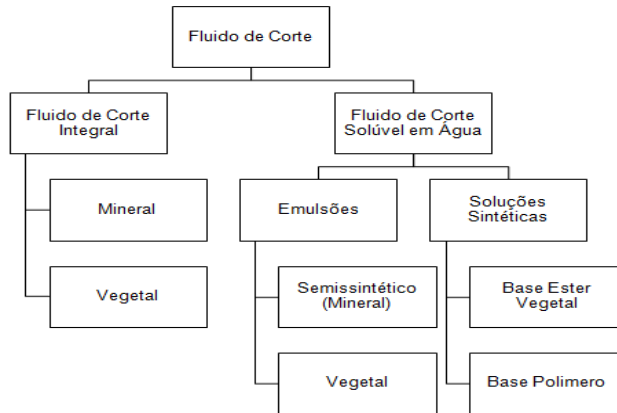 Fluido de Corte
Fluido de Corte
Integral
Fluido de Corte
Solúvel em Água
Mineral
Vegetal
Emulsões
Soluções
Sintéticas
Semissintético
(Mineral)
Vegetal
Base Ester
Vegetal
Base Polimero